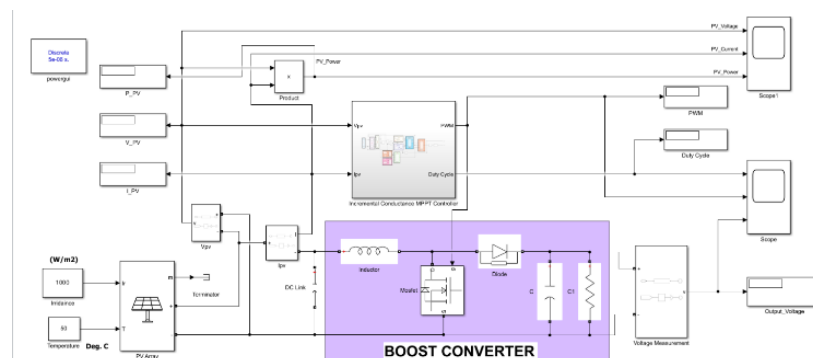 Discrete
5e-06 s.
powergui
P_PV
V_PV
I_PV
Product
PV_Power
PV_Voltage
PV_Current
PV_Power
Scope1
PWM
Duty Cycle
Vpv
PWM
Ipv
Duty Cycle
Incremental Conductance MPPT Controller
Scope
Vpv
Ipv
(W/m2)
1000
Irradiance
50
Temperature
Deg. C
Ir
T
m
PV Array
Terminator
DC Link
Inductor
Mosfet
Diode
C
C1
BOOST CONVERTER
Voltage Measurement
Output_Voltage